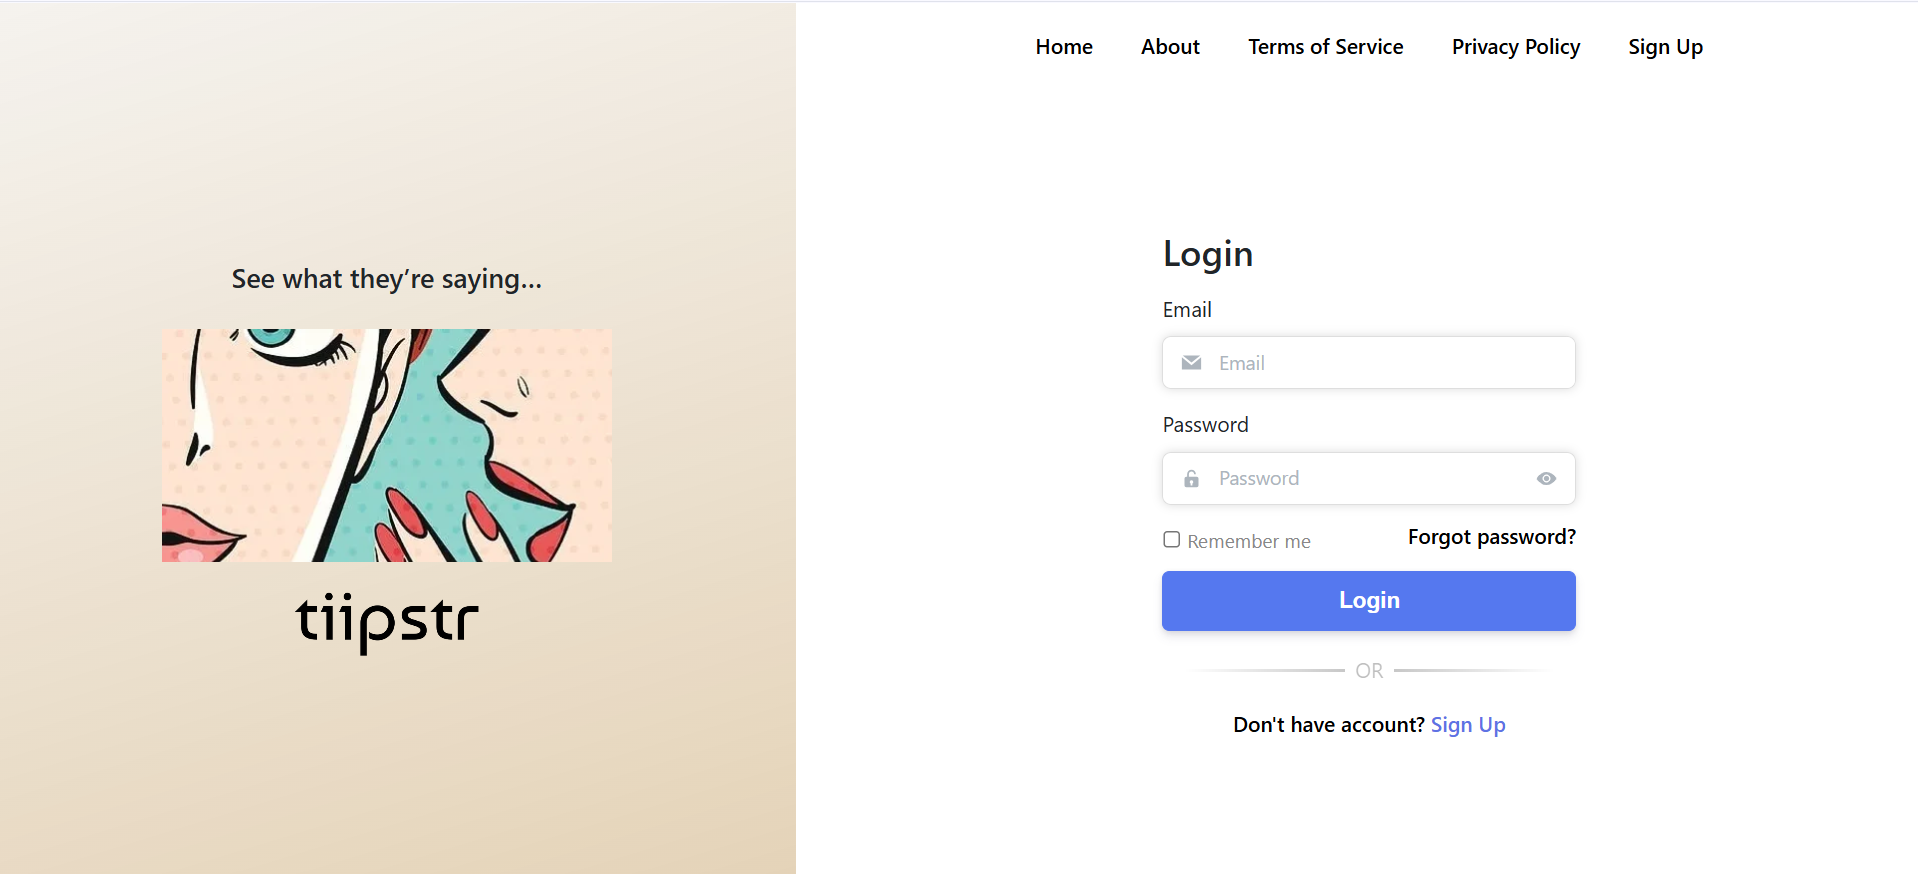 Home About Terms of Service Privacy Policy Sign Up
See what they’re saying...
tiipstr
Login
Email
Email
Password
Password
Remember me Forgot password?
Login
OR
Don't have account? Sign Up